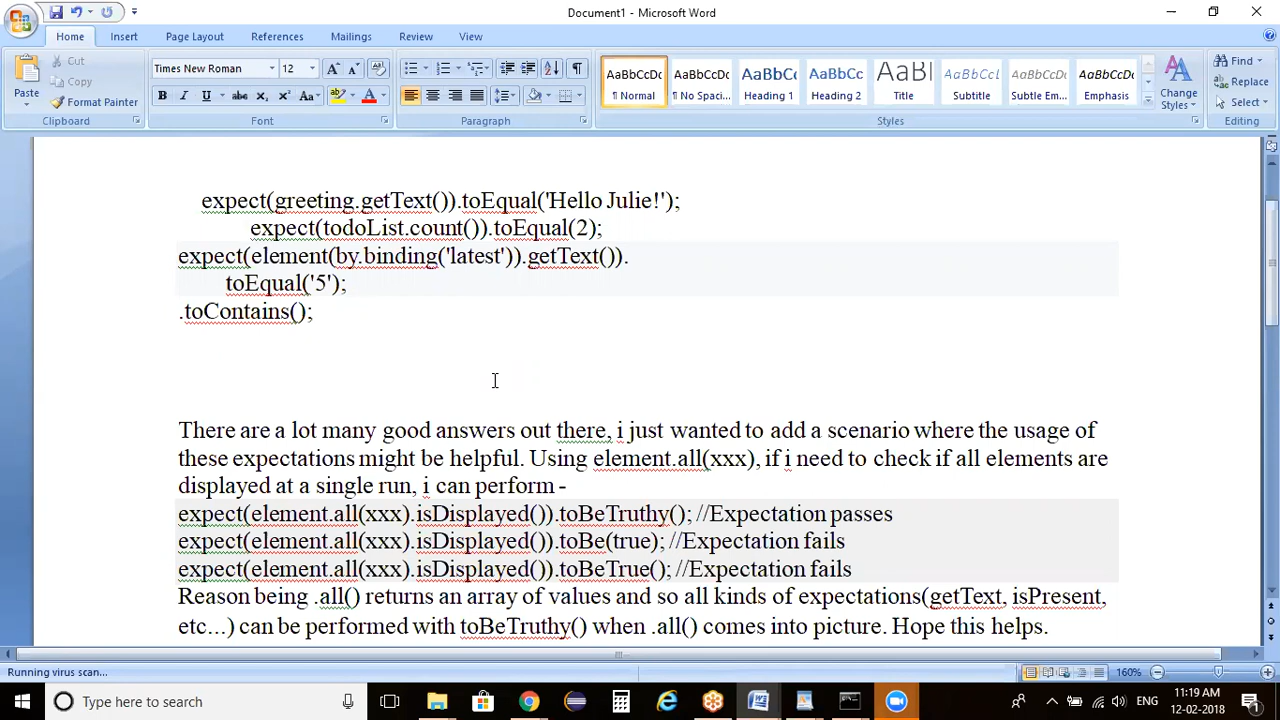 Document1 - Microsoft Word
Home Insert Page Layout References Mailings Review View
Paste
Cut
Copy
Format Painter
Clipboard
Times New Roman 12
Font
Paragraph
AaBbCcDc AaBbCcDc AaBbC AaBbCc AaBl AaBbCcL AaBbCcDc AaBbCcDc
¶ Normal ¶ No Spaci... Heading 1 Heading 2 Title Subtitle Subtle Em... Emphasis
Change Styles
Styles
Find
Replace
Select
Editing
expect(greeting.getText()).toEqual('Hello Julie!');
expect(todoList.count()).toEqual(2);
expect(element(by.binding('latest')).getText()).
toEqual('5');
.toContains();
There are a lot many good answers out there, i just wanted to add a scenario where the usage of
these expectations might be helpful. Using element.all(xxx), if i need to check if all elements are
displayed at a single run, i can perform -
expect(element.all(xxx).isDisplayed()).toBeTruthy(); //Expectation passes
expect(element.all(xxx).isDisplayed()).toBe(true); //Expectation fails
expect(element.all(xxx).isDisplayed()).toBeTrue(); //Expectation fails
Reason being .all() returns an array of values and so all kinds of expectations(getText, isPresent,
etc...) can be performed with toBeTruthy() when .all() comes into picture. Hope this helps.
Running virus scan...
160%
Type here to search
ENG
11:19 AM
12-02-2018